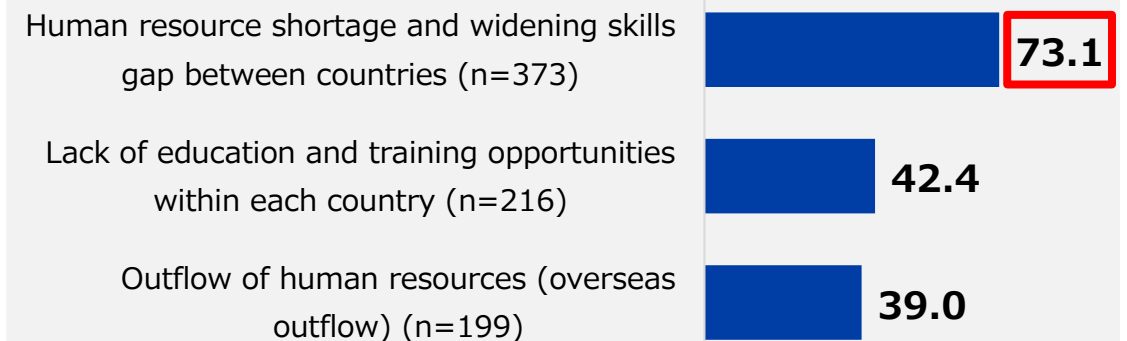 Human resource shortage and widening skills
gap between countries (n=373)
73.1
Lack of education and training opportunities
within each country (n=216)
42.4
Outflow of human resources (overseas
outflow) (n=199)
39.0